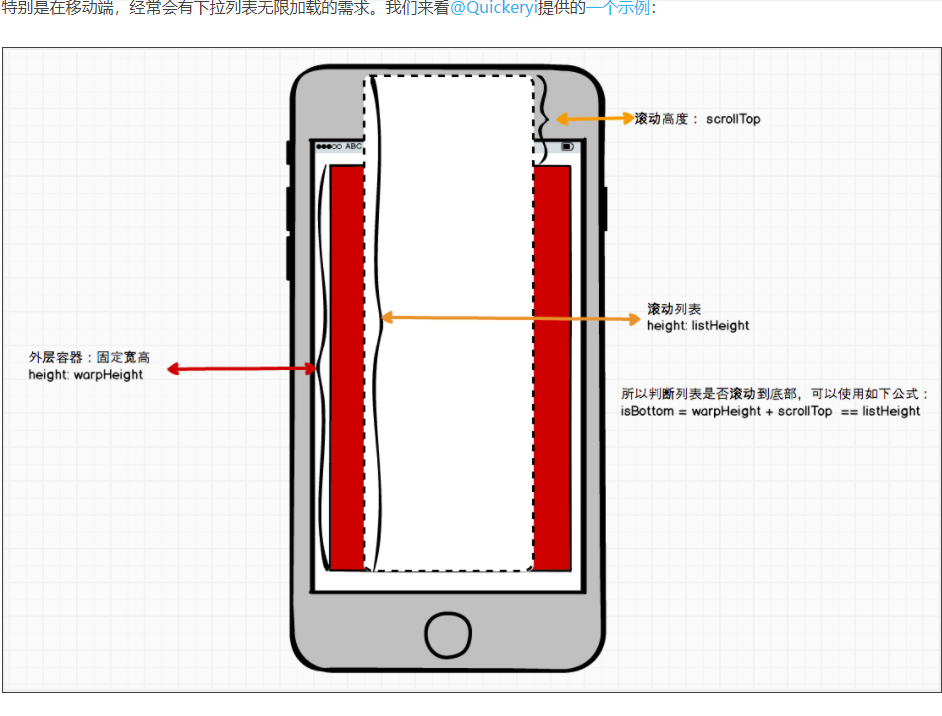 特别是在移动端，经常会有下拉列表无限加载的需求。我们来看@Quickeryi提供的一个示例：
滚动高度： scrollTop
●●●○○ ABC
滚动列表
height: listHeight
外层容器：固定宽高
height: warpHeight
所以判断列表是否滚动到底部，可以使用如下公式：
isBottom = warpHeight + scrollTop == listHeight